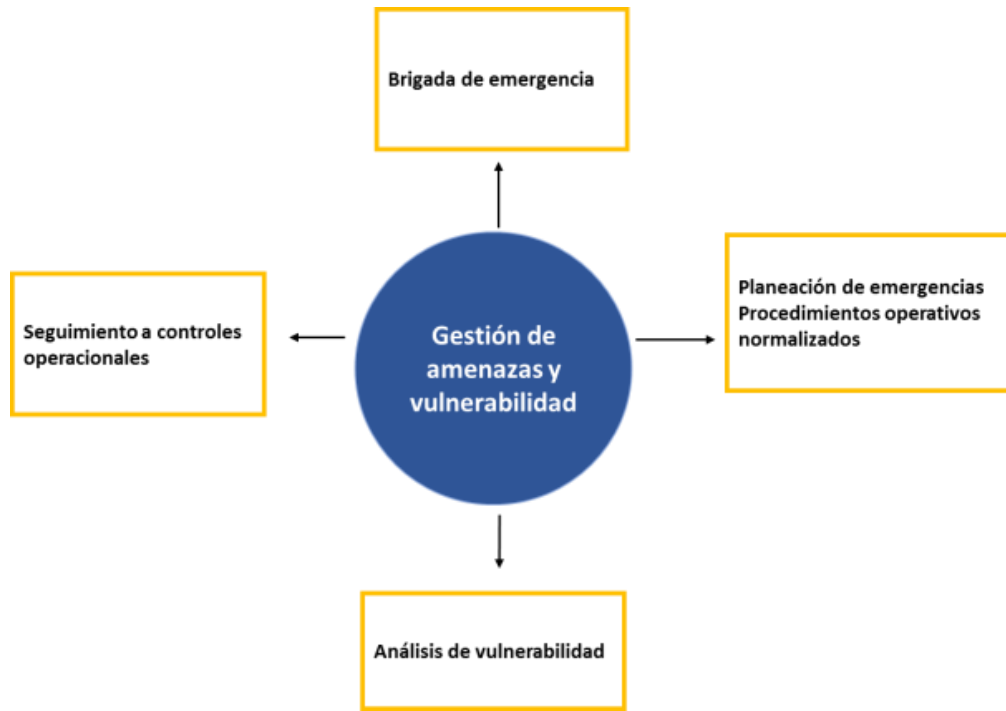 Brigada de emergencia
Planeación de emergencias
Procedimientos operativos
normalizados
Seguimiento a controles
operacionales
Gestión de
amenazas y
vulnerabilidad
Análisis de vulnerabilidad